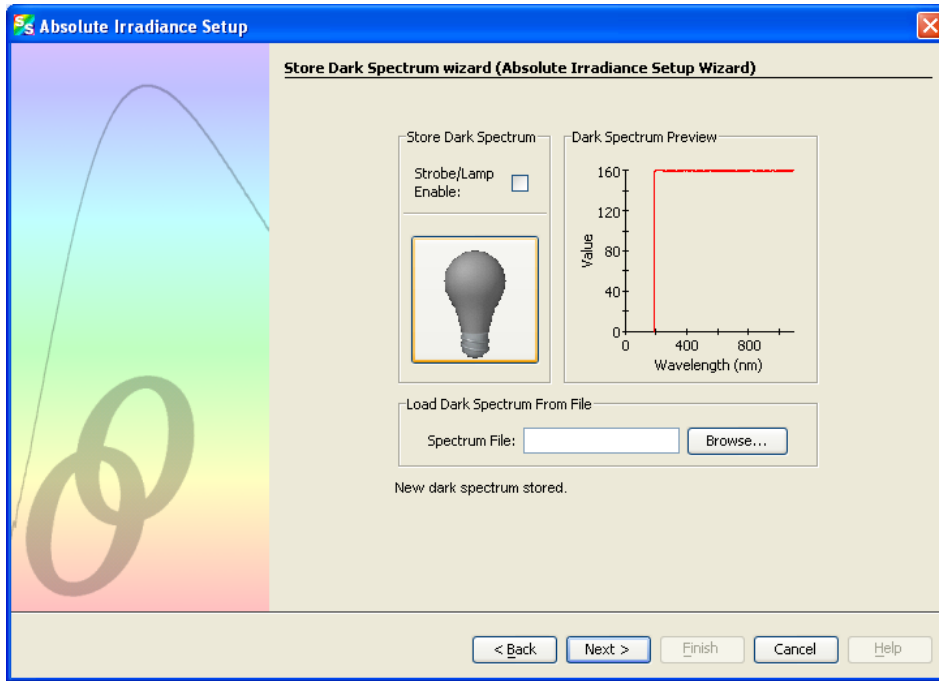 Absolute Irradiance Setup
Store Dark Spectrum wizard (Absolute Irradiance Setup Wizard)
Store Dark Spectrum
Strobe/Lamp
Enable:
Dark Spectrum Preview
160
120
80
40
0
Value
0 400 800
Wavelength (nm)
Load Dark Spectrum From File
Spectrum File:
Browse...
New dark spectrum stored.
< Back
Next >
Finish
Cancel
Help